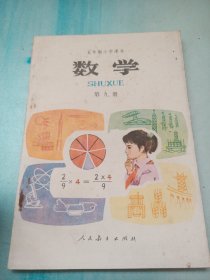 五年制小学课本
数学
SHUXUE
第九册
2/9 × 4 = 2×4/9
人民教育出版社